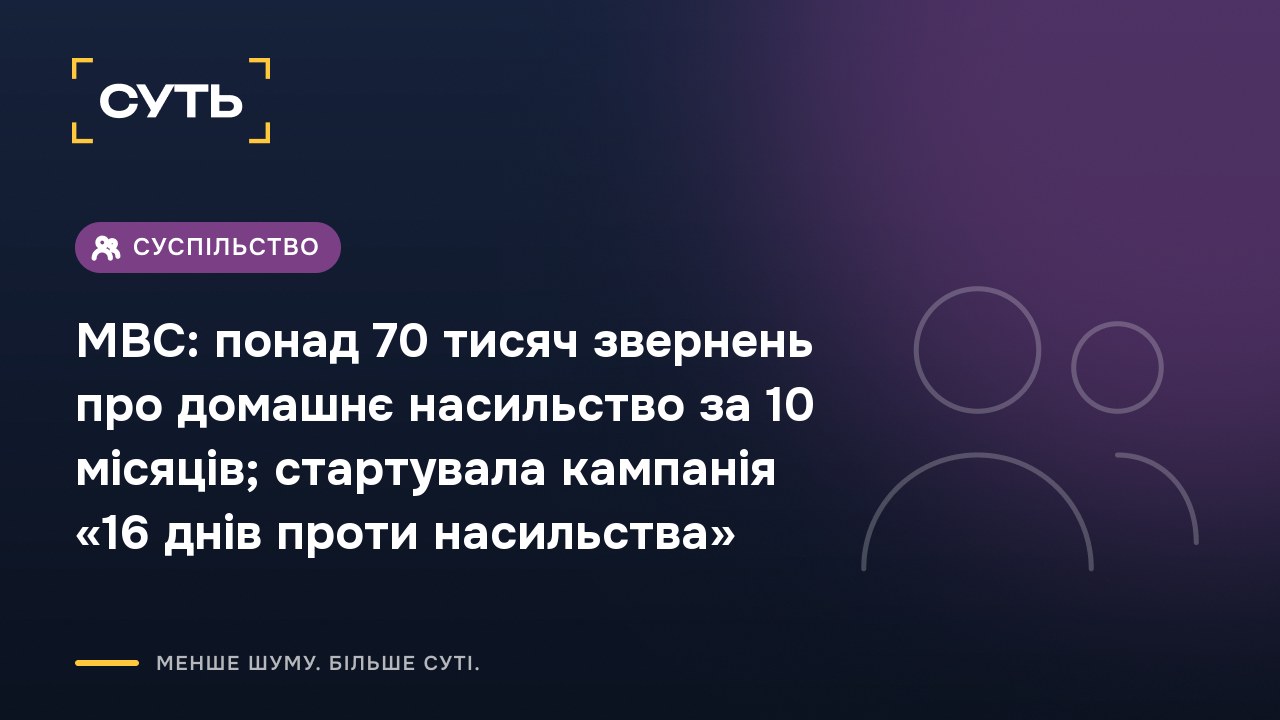 СУТЬ
СУСПІЛЬСТВО
МВС: понад 70 тисяч звернень
про домашнє насильство за 10
місяців; стартувала кампанія
«16 днів проти насильства»
МЕНШЕ ШУМУ. БІЛЬШЕ СУТІ.